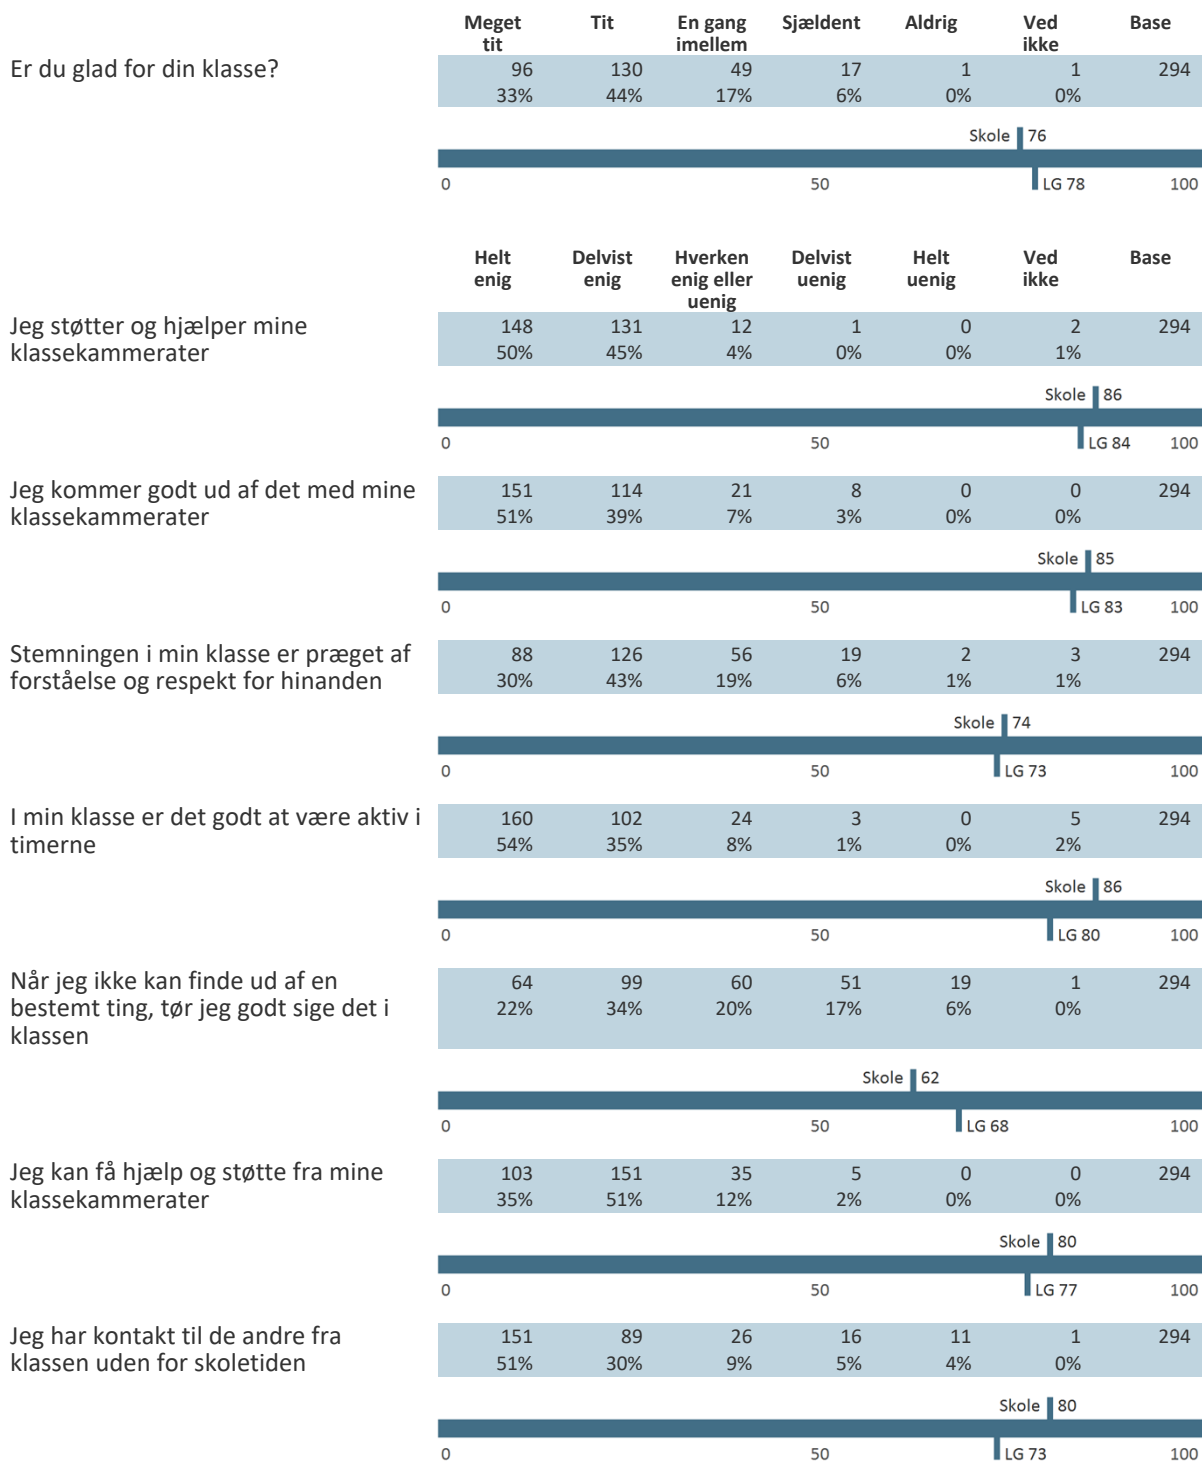 Meget tit Tit En gang imellem Sjældent Aldrig Ved ikke Base
Er du glad for din klasse? 96 130 49 17 1 1 294
33% 44% 17% 6% 0% 0%
Skole 76
0 50 LG 78 100
Helt enig Delvist enig Hverken enig eller uenig Delvist uenig Helt uenig Ved ikke Base
Jeg støtter og hjælper mine 148 131 12 1 0 2 294
klassekammerater 50% 45% 4% 0% 0% 1%
Skole 86
0 50 LG 84 100
Jeg kommer godt ud af det med mine 151 114 21 8 0 0 294
klassekammerater 51% 39% 7% 3% 0% 0%
Skole 85
0 50 LG 83 100
Stemningen i min klasse er præget af 88 126 56 19 2 3 294
forståelse og respekt for hinanden 30% 43% 19% 6% 1% 1%
Skole 74
0 50 LG 73 100
I min klasse er det godt at være aktiv i 160 102 24 3 0 5 294
timerne 54% 35% 8% 1% 0% 2%
Skole 86
0 50 LG 80 100
Når jeg ikke kan finde ud af en 64 99 60 51 19 1 294
bestemt ting, tør jeg godt sige det i 22% 34% 20% 17% 6% 0%
klassen
Skole 62
0 50 LG 68 100
Jeg kan få hjælp og støtte fra mine 103 151 35 5 0 0 294
klassekammerater 35% 51% 12% 2% 0% 0%
Skole 80
0 50 LG 77 100
Jeg har kontakt til de andre fra 151 89 26 16 11 1 294
klassen uden for skoletiden 51% 30% 9% 5% 4% 0%
Skole 80
0 50 LG 73 100